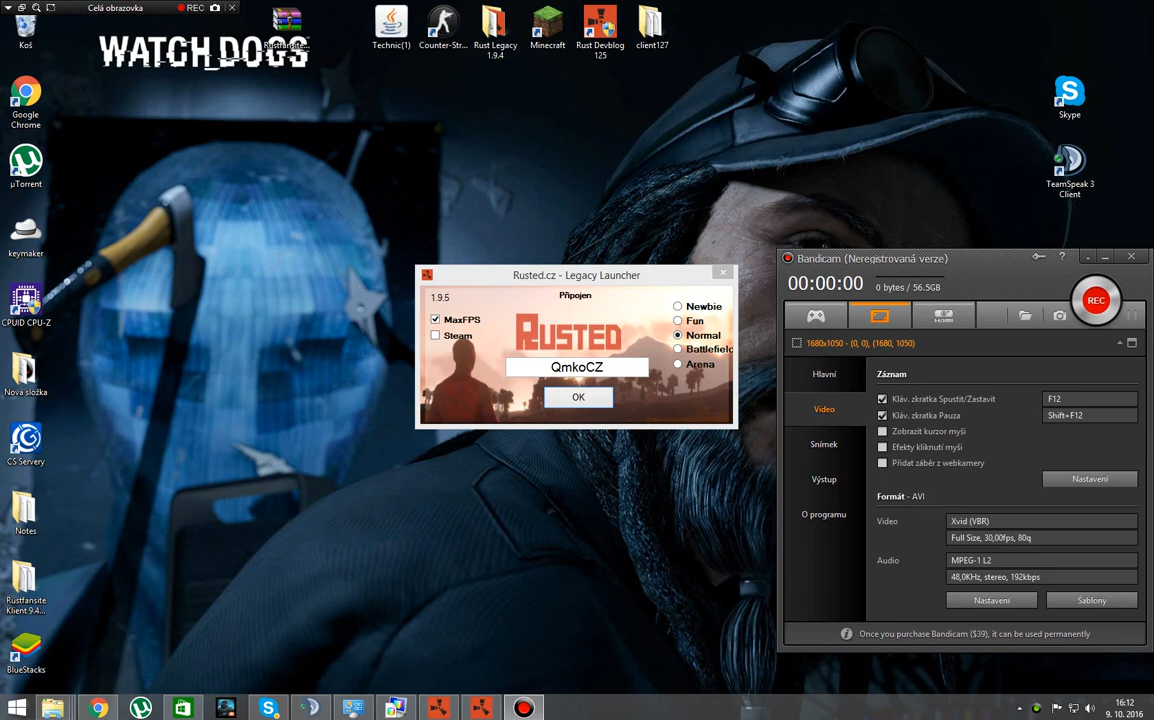 Celá obrazovka
REC
Koš
WATCH_DOGS
Rustfansite...
Technic(1)
Counter-Str...
Rust Legacy
1.9.4
Minecraft
Rust Devblog
125
client127
Google
Chrome
µTorrent
keymaker
CPUID CPU-Z
Nová složka
CS Servery
Notes
Rustfansite
Klient 9.4...
BlueStacks
Skype
TeamSpeak 3
Client
Rusted.cz - Legacy Launcher
1.9.5
Připojen
MaxFPS
Steam
RUSTED
QmkoCZ
OK
Newbie
Fun
Normal
Battlefield
Arena
Bandicam (Neregistrovaná verze)
00:00:00
0 bytes / 56.5GB
REC
HDMI
1680x1050 - (0, 0), (1680, 1050)
Hlavní
Video
Snímek
Výstup
O programu
Záznam
Kláv. zkratka Spustit/Zastavit
F12
Kláv. zkratka Pauza
Shift+F12
Zobrazit kurzor myši
Efekty kliknutí myši
Přidat záběr z webkamery
Nastavení
Formát - AVI
Video
Xvid (VBR)
Full Size, 30,00fps, 80q
Audio
MPEG-1 L2
48,0KHz, stereo, 192kbps
Nastavení
Šablony
Once you purchase Bandicam ($39), it can be used permanently
16:12
9. 10. 2016